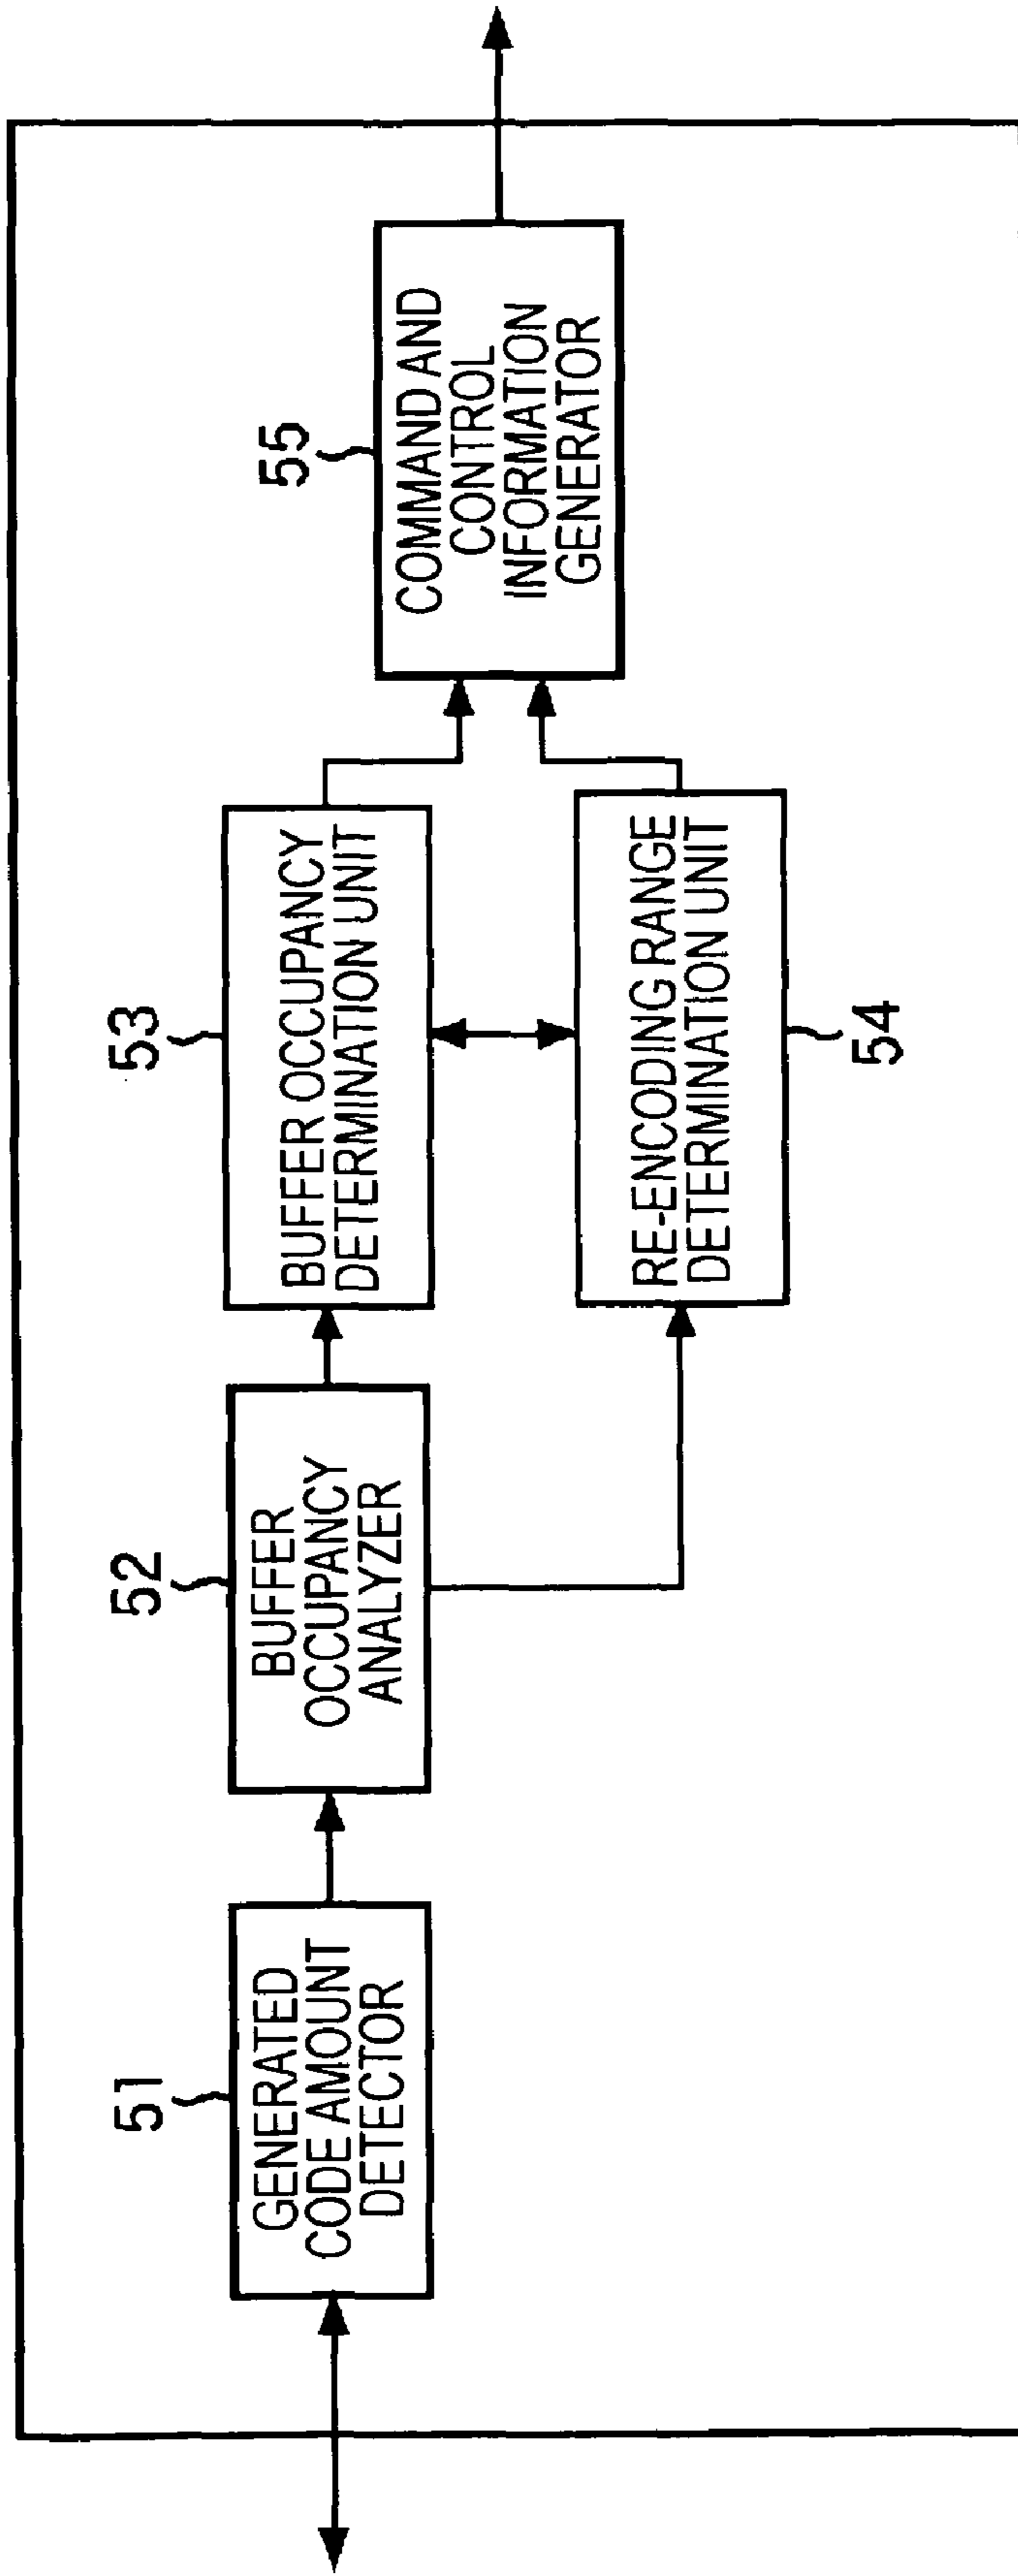 51
GENERATED
CODE AMOUNT
DETECTOR
52
BUFFER
OCCUPANCY
ANALYZER
53
BUFFER OCCUPANCY
DETERMINATION UNIT
54
RE-ENCODING RANGE
DETERMINATION UNIT
55
COMMAND AND
CONTROL
INFORMATION
GENERATOR